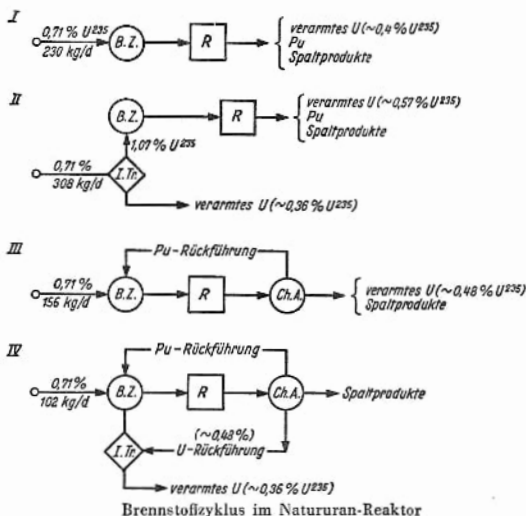 I
0,71% U235
230 kg/d
B.Z.
R
verarmtes U (~0,4% U235)
Pu
Spaltprodukte
II
B.Z.
R
verarmtes U (~0,57% U235)
Pu
Spaltprodukte
1,07% U235
0,71%
308 kg/d
I.Tr.
verarmtes U (~0,36% U235)
III
Pu-Rückführung
0,71%
156 kg/d
B.Z.
R
Ch.A.
verarmtes U (~0,48% U235)
Spaltprodukte
IV
Pu-Rückführung
0,71%
102 kg/d
B.Z.
R
Ch.A.
Spaltprodukte
(~0,48%)
I.Tr.
U-Rückführung
verarmtes U (~0,36% U235)
Brennstoffzyklus im Natururan-Reaktor